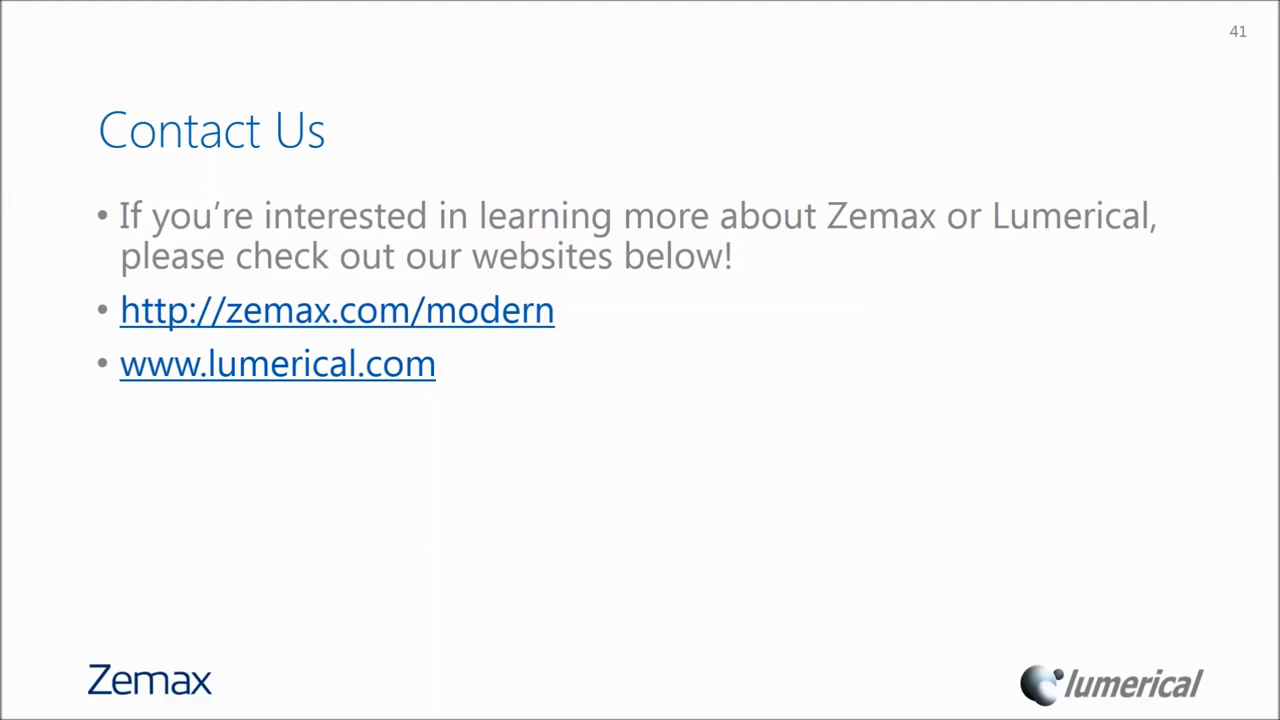 41
Contact Us
• If you’re interested in learning more about Zemax or Lumerical,
please check out our websites below!
• http://zemax.com/modern
• www.lumerical.com
Zemax
lumerical